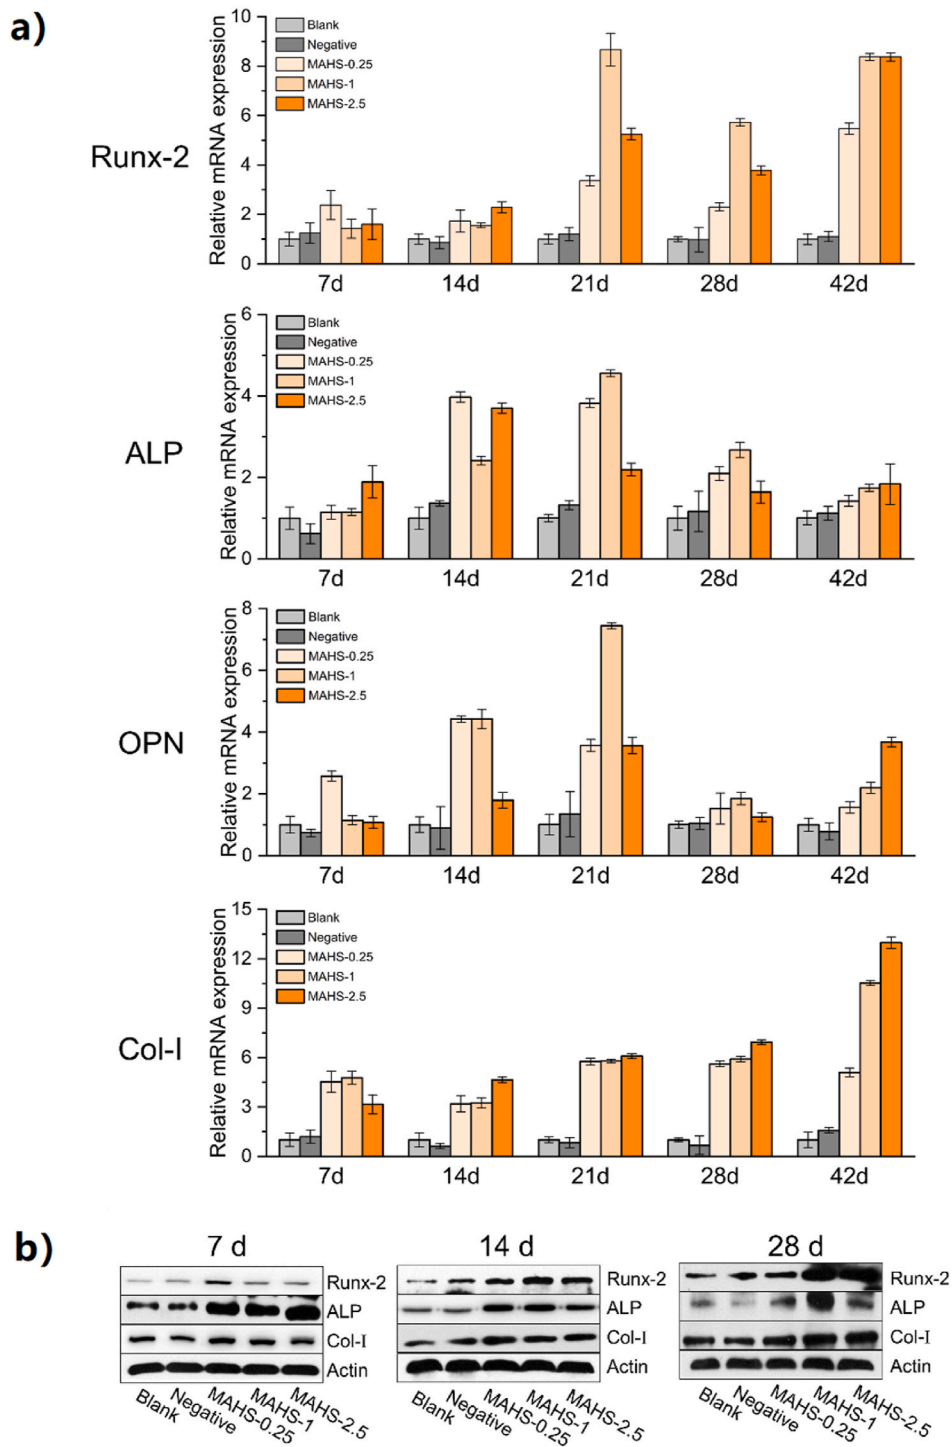 a)
Runx-2
Relative mRNA expression
10
8
6
4
2
0
Blank
Negative
MAHS-0.25
MAHS-1
MAHS-2.5
7d 14d 21d 28d 42d
ALP
Relative mRNA expression
6
4
2
0
Blank
Negative
MAHS-0.25
MAHS-1
MAHS-2.5
7d 14d 21d 28d 42d
OPN
Relative mRNA expression
8
6
4
2
0
Blank
Negative
MAHS-0.25
MAHS-1
MAHS-2.5
7d 14d 21d 28d 42d
Col-I
Relative mRNA expression
15
12
9
6
3
0
Blank
Negative
MAHS-0.25
MAHS-1
MAHS-2.5
7d 14d 21d 28d 42d
b)
7 d
Runx-2
ALP
Col-I
Actin
Blank
Negative
MAHS-0.25
MAHS-1
MAHS-2.5
14 d
Runx-2
ALP
Col-I
Actin
Blank
Negative
MAHS-0.25
MAHS-1
MAHS-2.5
28 d
Runx-2
ALP
Col-I
Actin
Blank
Negative
MAHS-0.25
MAHS-1
MAHS-2.5